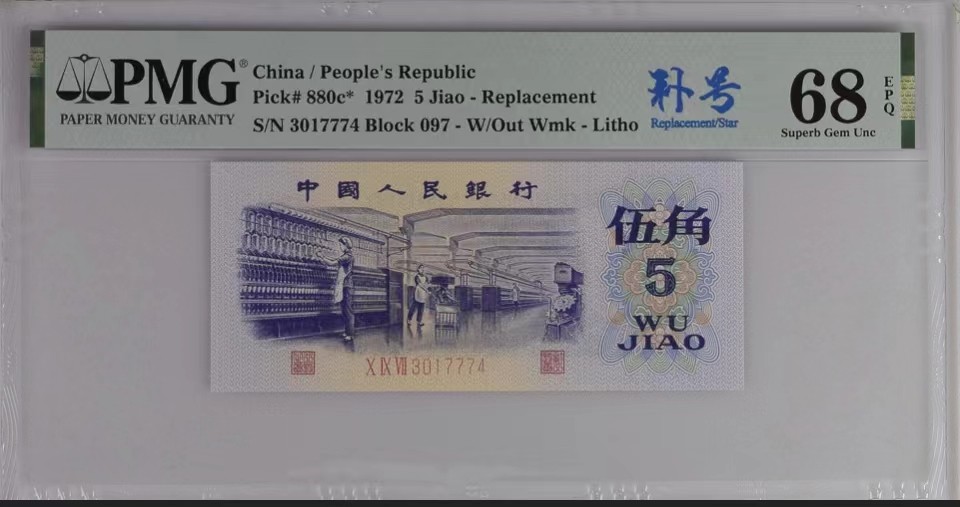 PMG®
PAPER MONEY GUARANTY
China / People's Republic
Pick# 880c* 1972 5 Jiao - Replacement
S/N 3017774 Block 097 - W/Out Wmk - Litho
补号
Replacement/Star
68
EPQ
Superb Gem Unc
中國人民銀行
伍角
5
WU
JIAO
X IX VII 3017774